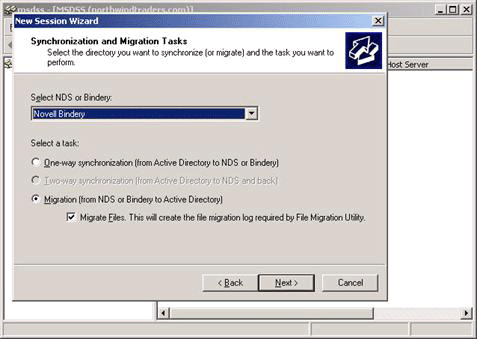 msdss - [MSDSS (northwindtraders.com)]
New Session Wizard
Synchronization and Migration Tasks
Select the directory you want to synchronize (or migrate) and the task you want to
perform.
Host Server
Select NDS or Bindery:
Novell Bindery
Select a task:
One-way synchronization (from Active Directory to NDS or Bindery)
Two-way synchronization (from Active Directory to NDS and back)
Migration (from NDS or Bindery to Active Directory)
Migrate Files. This will create the file migration log required by File Migration Utility.
< Back
Next >
Cancel